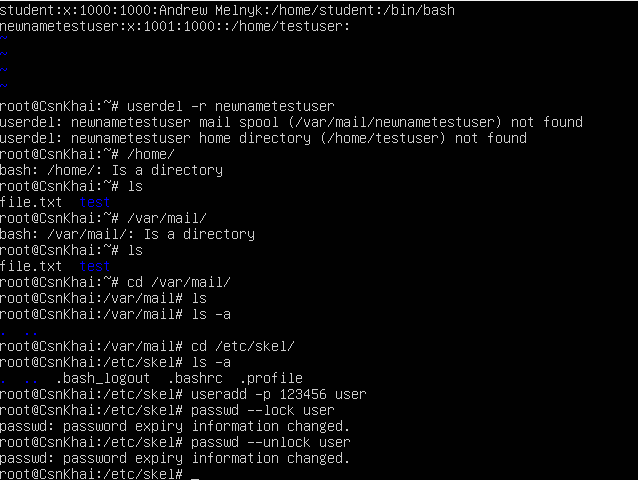 student:x:1000:1000:Andrew Melnyk:/home/student:/bin/bash
newnametestuser:x:1001:1000::/home/testuser:
~
~
~
~
root@CsnKhai:~# userdel -r newnametestuser
userdel: newnametestuser mail spool (/var/mail/newnametestuser) not found
userdel: newnametestuser home directory (/home/testuser) not found
root@CsnKhai:~# /home/
bash: /home/: Is a directory
root@CsnKhai:~# ls
file.txt  test
root@CsnKhai:~# /var/mail/
bash: /var/mail/: Is a directory
root@CsnKhai:~# ls
file.txt  test
root@CsnKhai:~# cd /var/mail/
root@CsnKhai:/var/mail# ls
root@CsnKhai:/var/mail# ls -a
.  ..
root@CsnKhai:/var/mail# cd /etc/skel/
root@CsnKhai:/etc/skel# ls -a
.  ..  .bash_logout  .bashrc  .profile
root@CsnKhai:/etc/skel# useradd -p 123456 user
root@CsnKhai:/etc/skel# passwd --lock user
passwd: password expiry information changed.
root@CsnKhai:/etc/skel# passwd --unlock user
passwd: password expiry information changed.
root@CsnKhai:/etc/skel# _